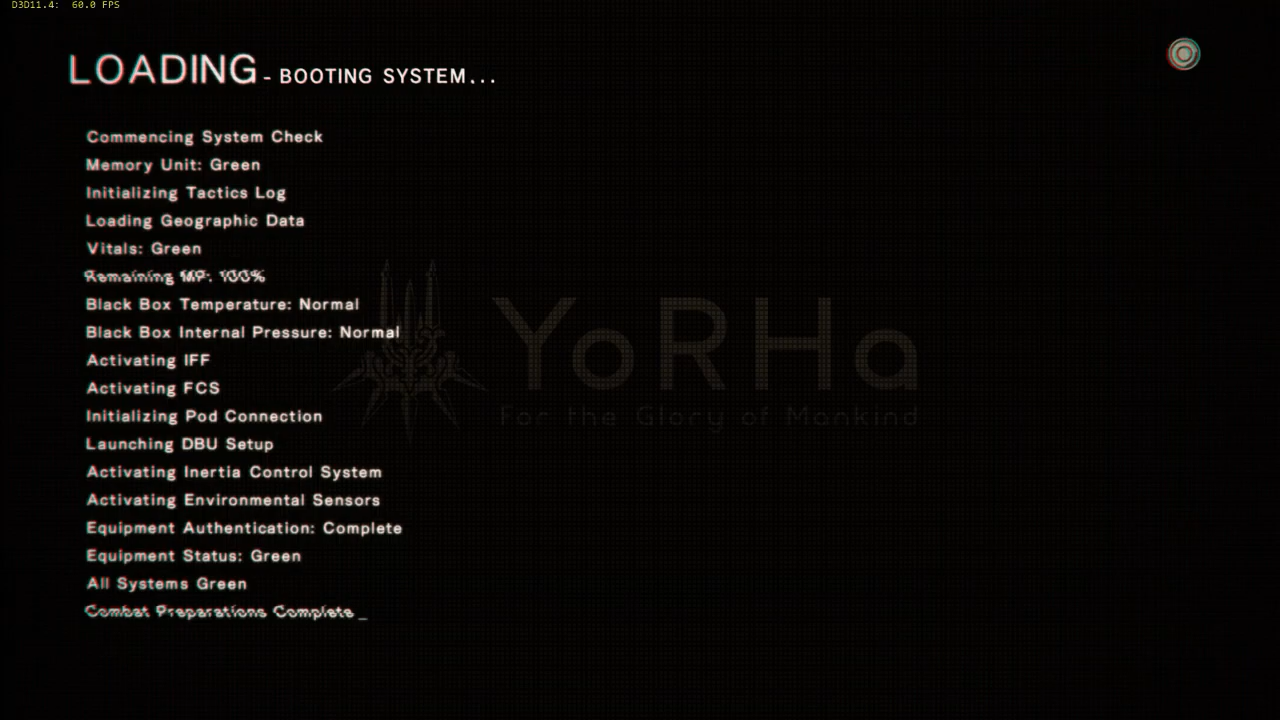 D3D11.4: 60.0 FPS
LOADING - BOOTING SYSTEM...
Commencing System Check
Memory Unit: Green
Initializing Tactics Log
Loading Geographic Data
Vitals: Green
Remaining MP: 100%
Black Box Temperature: Normal
Black Box Internal Pressure: Normal
Activating IFF
Activating FCS
Initializing Pod Connection
Launching DBU Setup
Activating Inertia Control System
Activating Environmental Sensors
Equipment Authentication: Complete
Equipment Status: Green
All Systems Green
Combat Preparations Complete _
YoRHa
For the Glory of Mankind